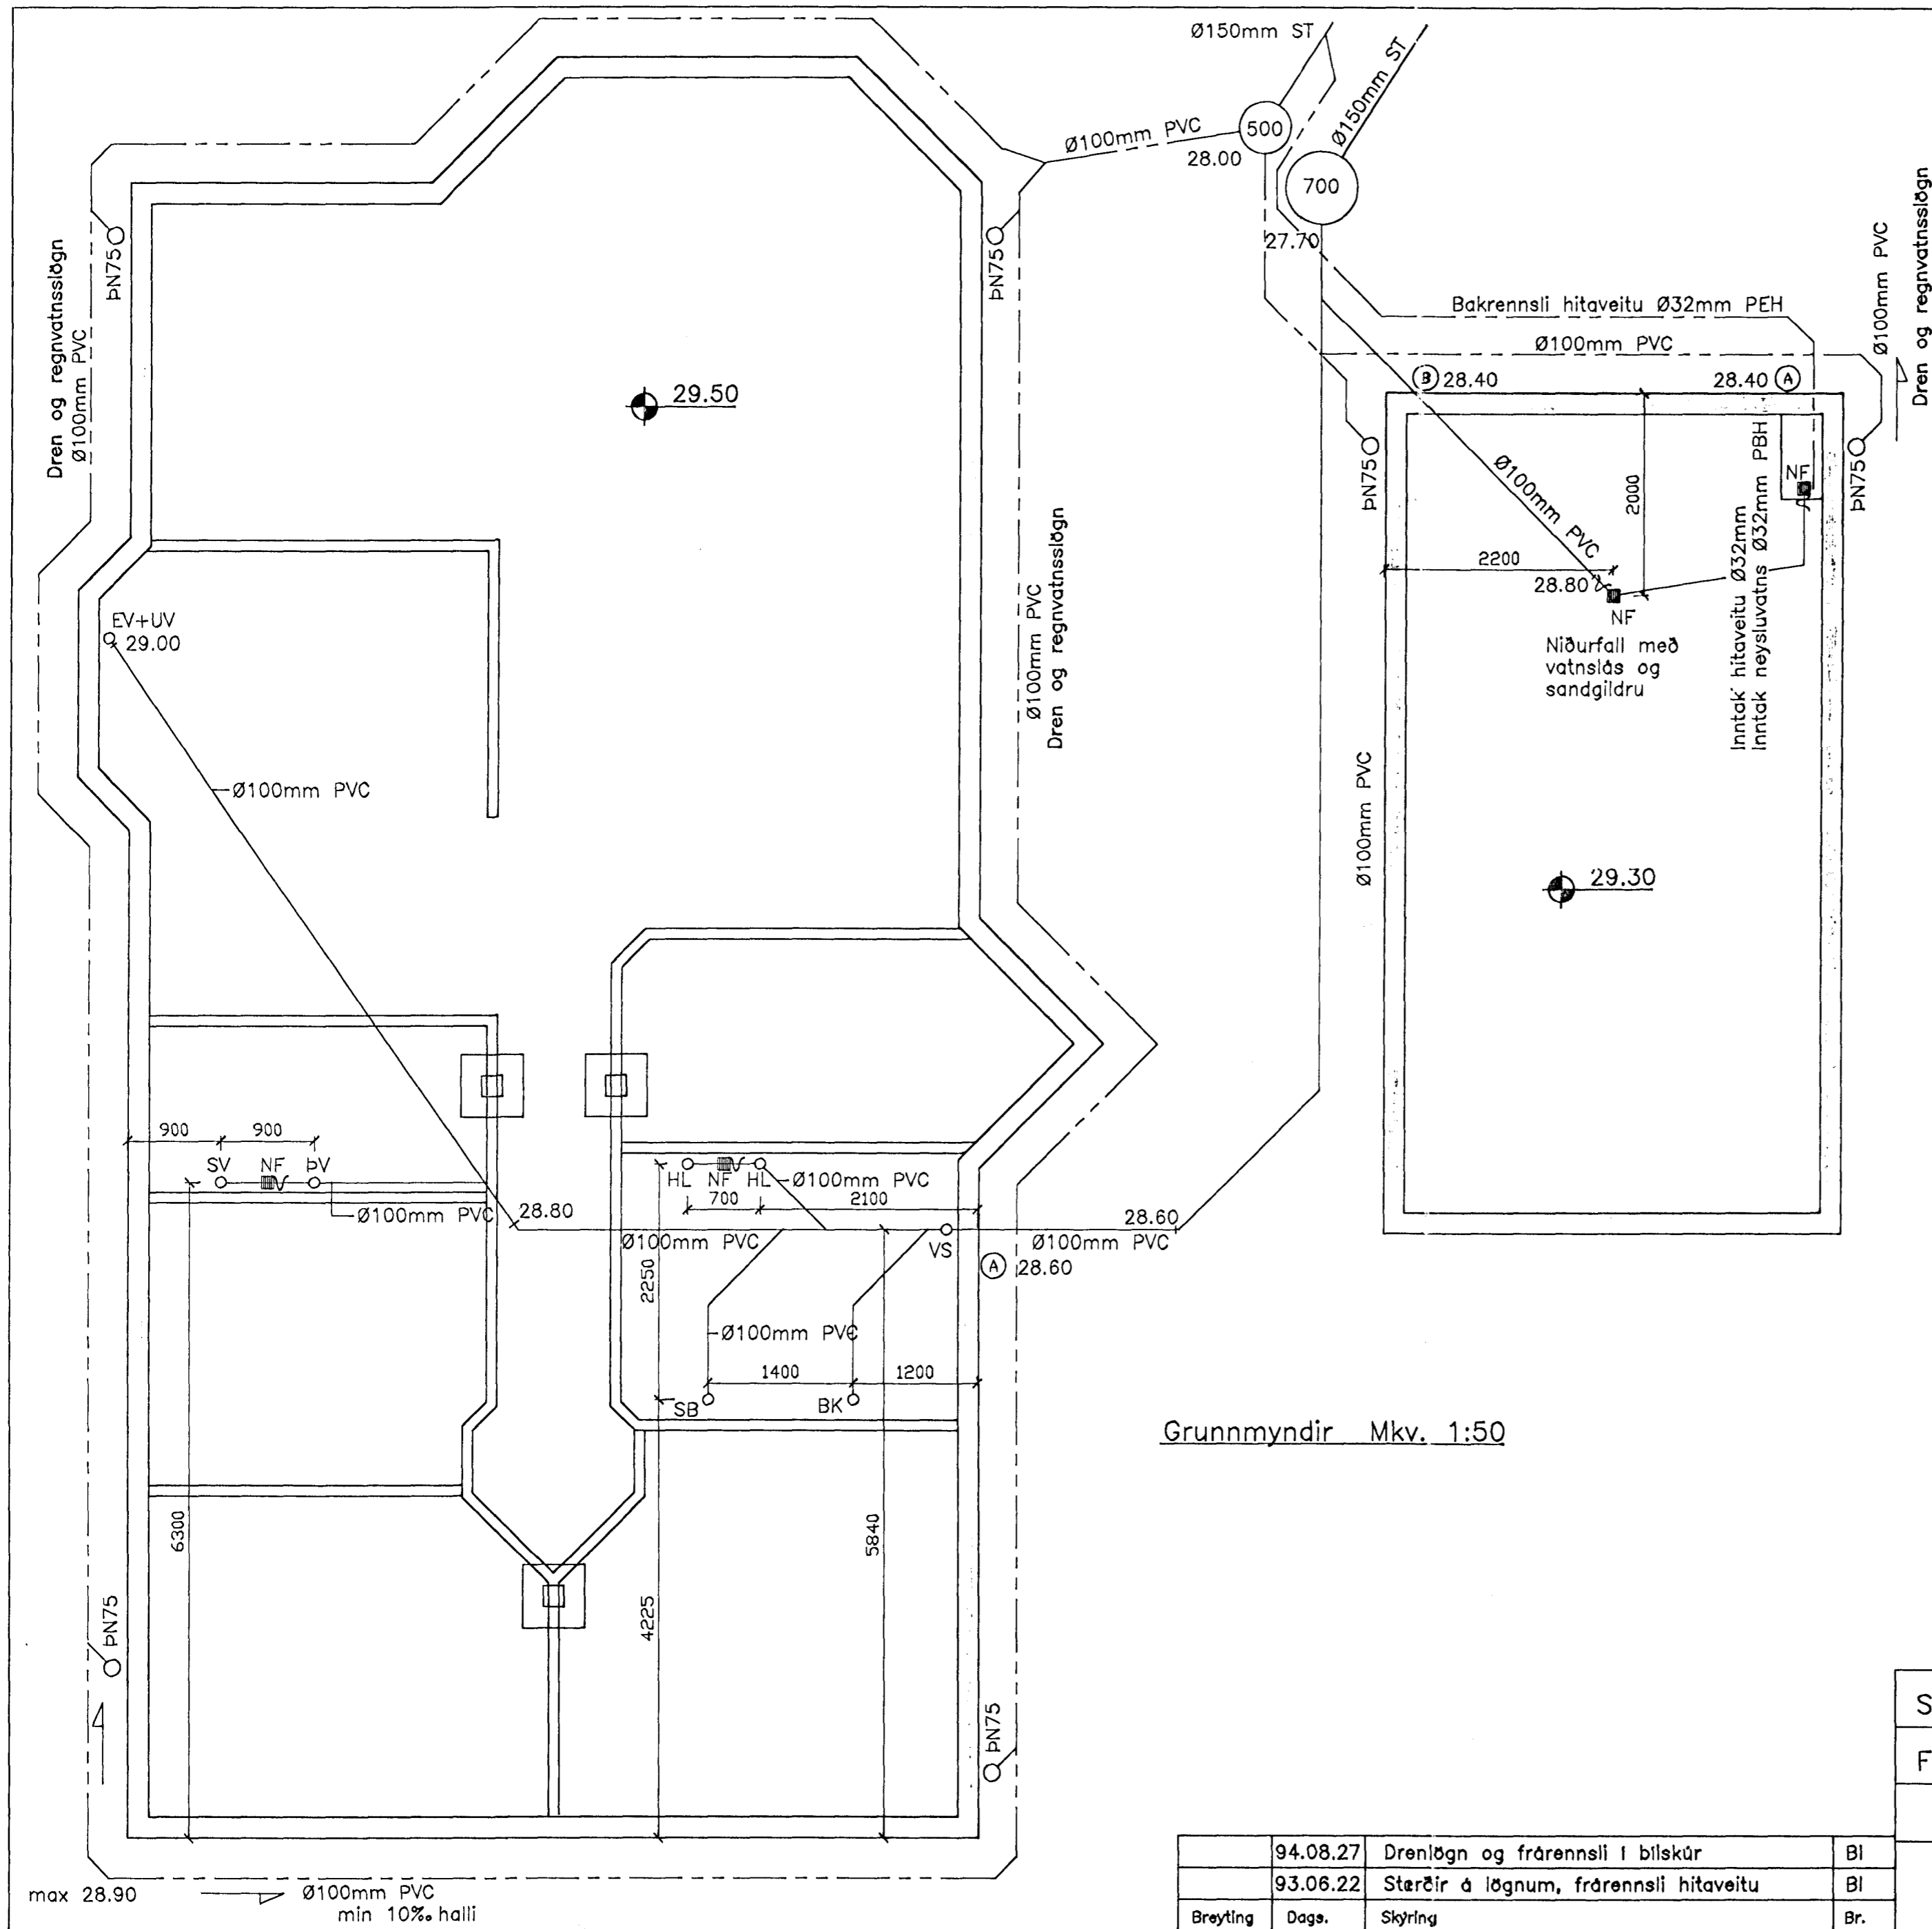 Ø150mm ST
Ø150mm ST
500
Ø100mm PVC
28.00
700
27.70
Dren og regnvatnsslögn
Ø100mm PVC
ÞN75
ÞN75
29.50
Bakrennsli hitaveitu Ø32mm PEH
Ø100mm PVC
Ø100mm PVC
Dren og regnvatnsslögn
B 28.40
28.40 A
ÞN75
ÞN75
NF
2000
Ø100mm PVC
2200
28.80
NF
Niðurfall með
vatnslás og
sandgildru
Inntak hitaveitu Ø32mm
Inntak neysluvatns Ø32mm PBH
Ø100mm PVC
Dren og regnvatnsslögn
EV+UV
29.00
Ø100mm PVC
Ø100mm PVC
29.30
900
900
SV
NF
ÞV
Ø100mm PVC
28.80
HL
NF
HL
Ø100mm PVC
700
2100
Ø100mm PVC
VS
28.60
Ø100mm PVC
A 28.60
2250
Ø100mm PVC
1400
1200
SB
BK
Grunnmyndir Mkv. 1:50
6300
5840
4225
ÞN75
ÞN75
max 28.90
Ø100mm PVC
min 10‰ halli
S
F
94.08.27 Drenlögn og frárennsli í bílskúr BI
93.06.22 Stærðir á lögnum, frárennsli hitaveitu BI
Breyting Dags. Skýring Br.